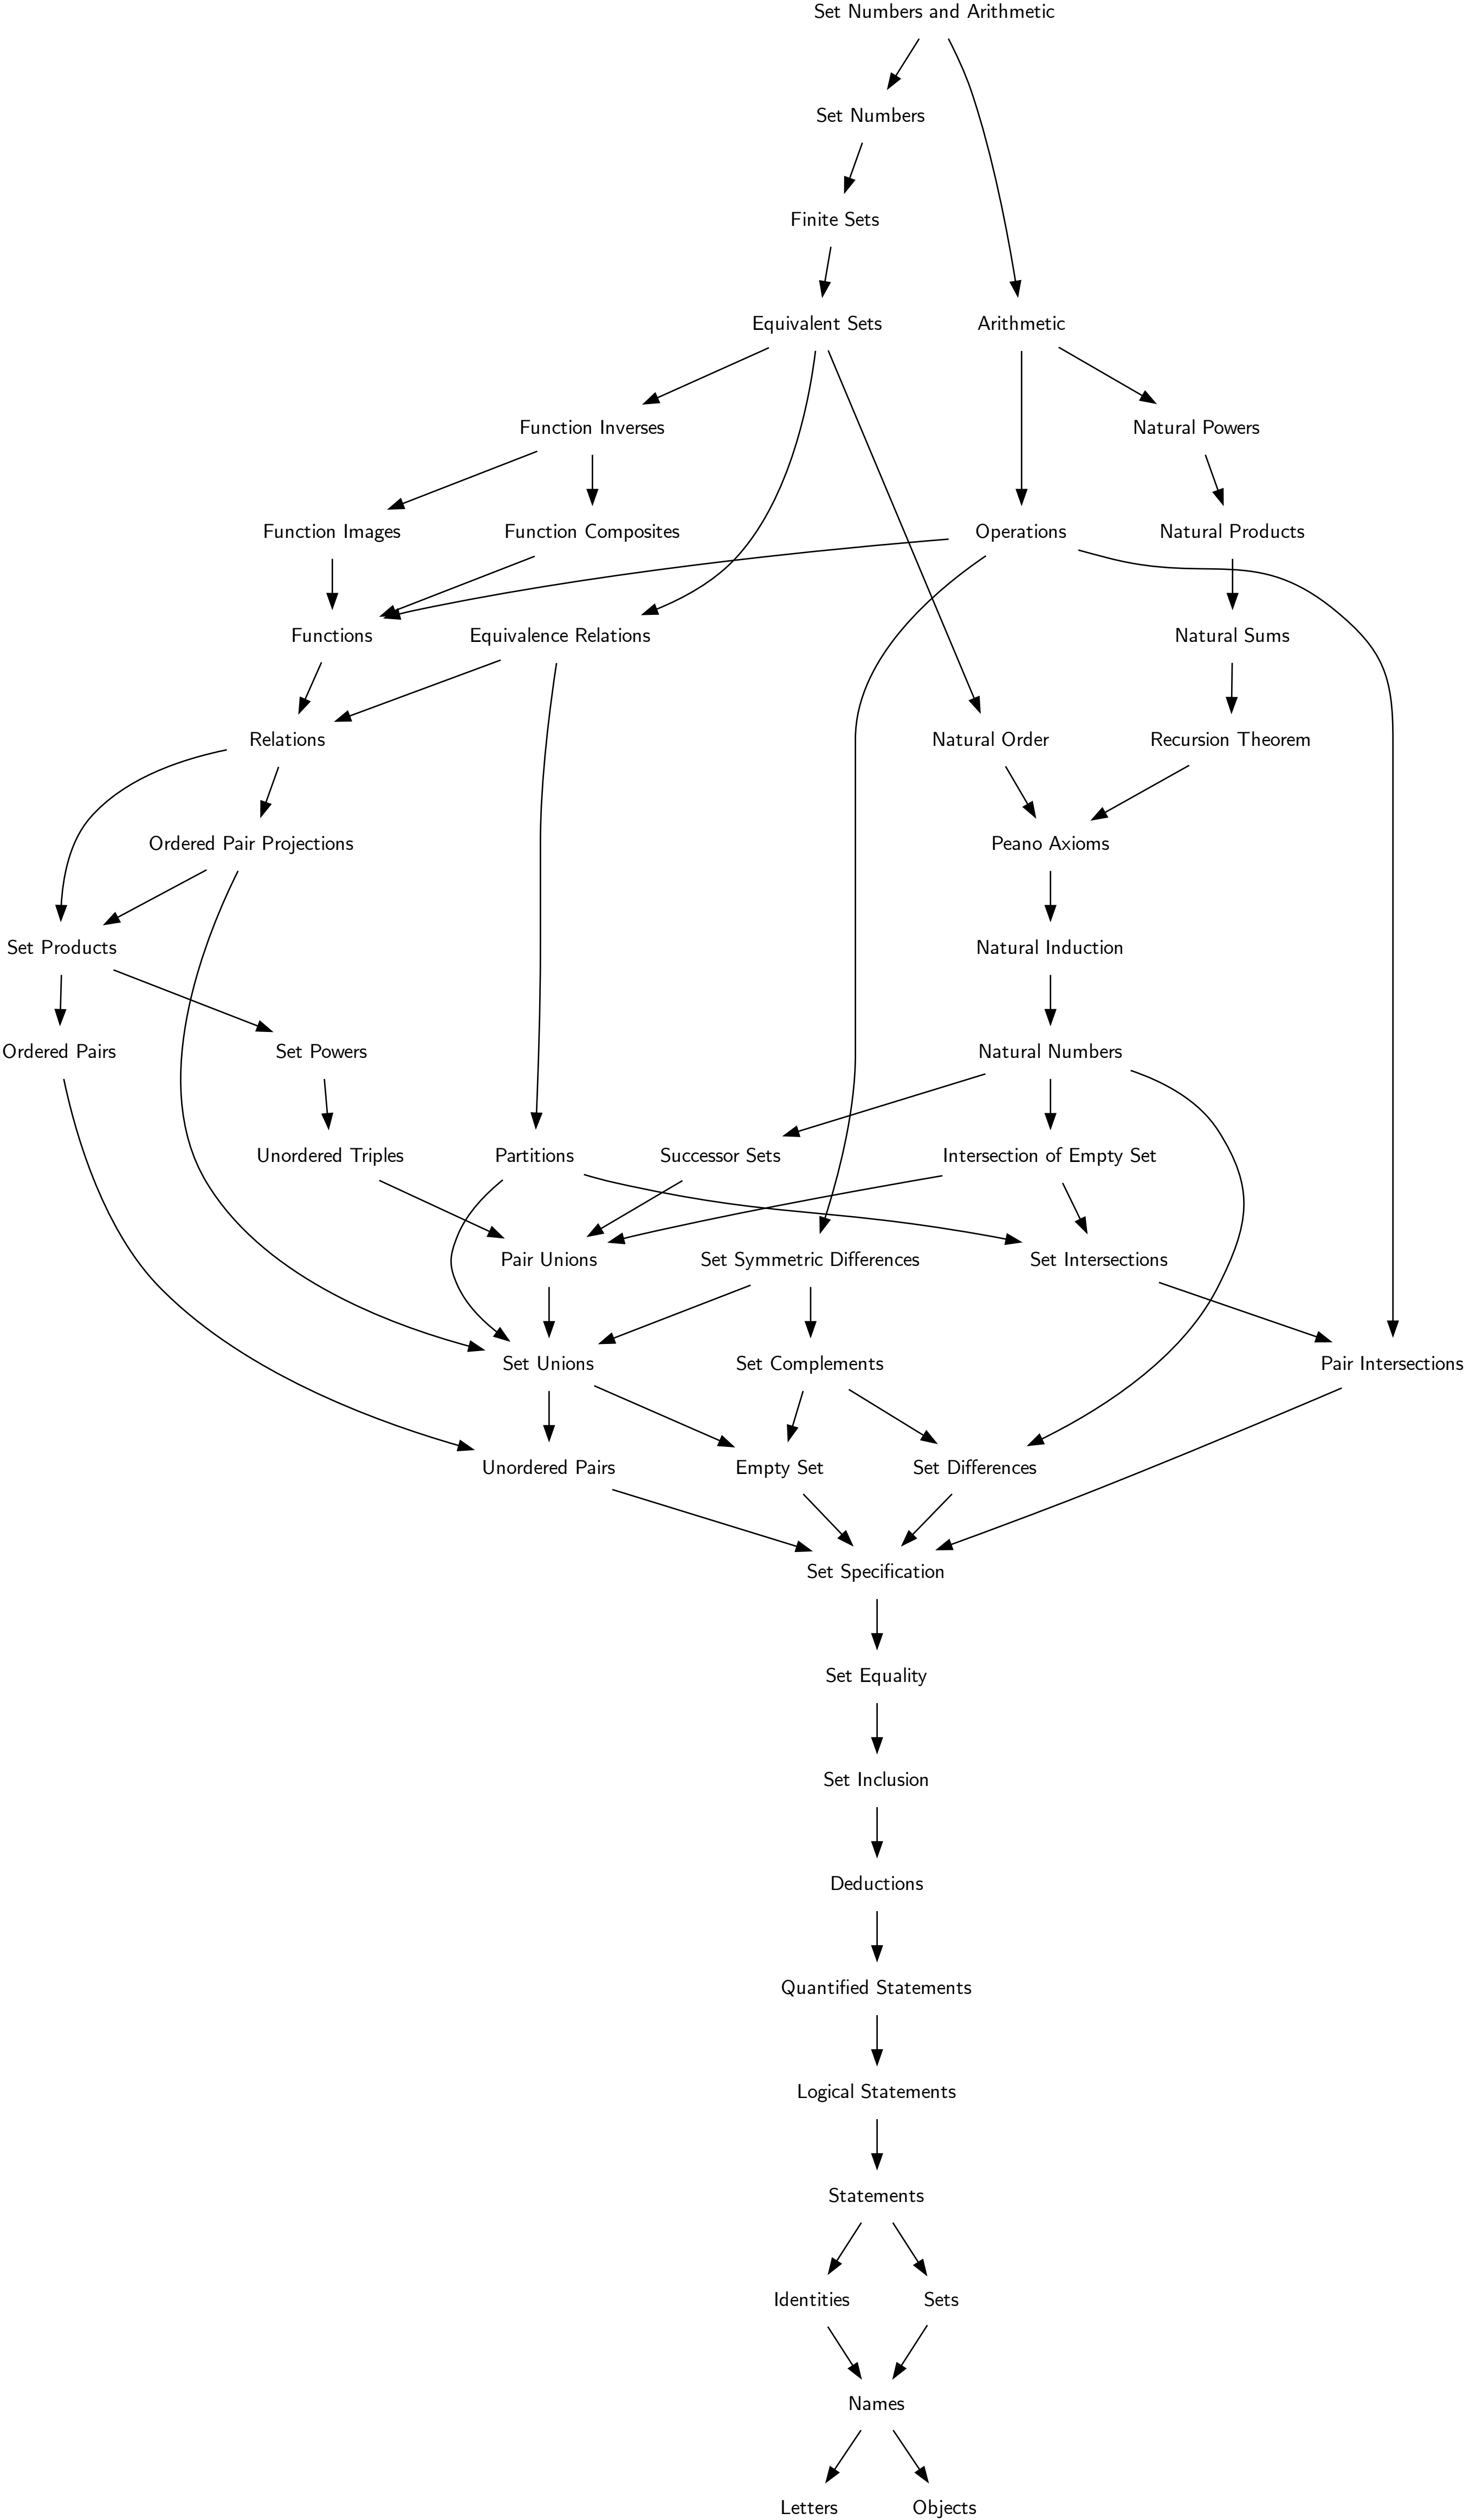 Set Numbers and Arithmetic
Set Numbers
Finite Sets
Equivalent Sets
Arithmetic
Function Inverses
Natural Powers
Function Images
Function Composites
Operations
Natural Products
Functions
Equivalence Relations
Natural Sums
Relations
Natural Order
Recursion Theorem
Ordered Pair Projections
Peano Axioms
Set Products
Natural Induction
Ordered Pairs
Set Powers
Natural Numbers
Unordered Triples
Partitions
Successor Sets
Intersection of Empty Set
Pair Unions
Set Symmetric Differences
Set Intersections
Set Unions
Set Complements
Pair Intersections
Unordered Pairs
Empty Set
Set Differences
Set Specification
Set Equality
Set Inclusion
Deductions
Quantified Statements
Logical Statements
Statements
Identities
Sets
Names
Letters
Objects